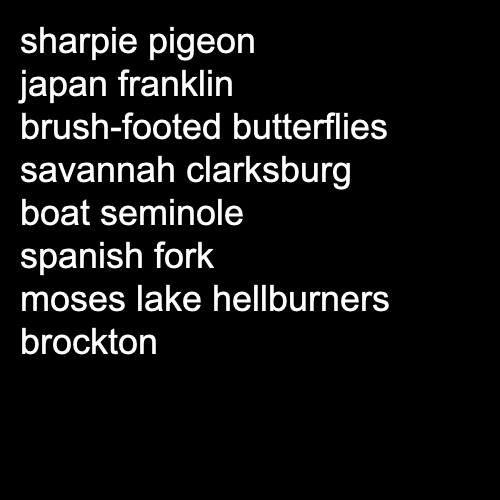 sharpie pigeon
japan franklin
brush-footed butterflies
savannah clarksburg
boat seminole
spanish fork
moses lake hellburners
brockton